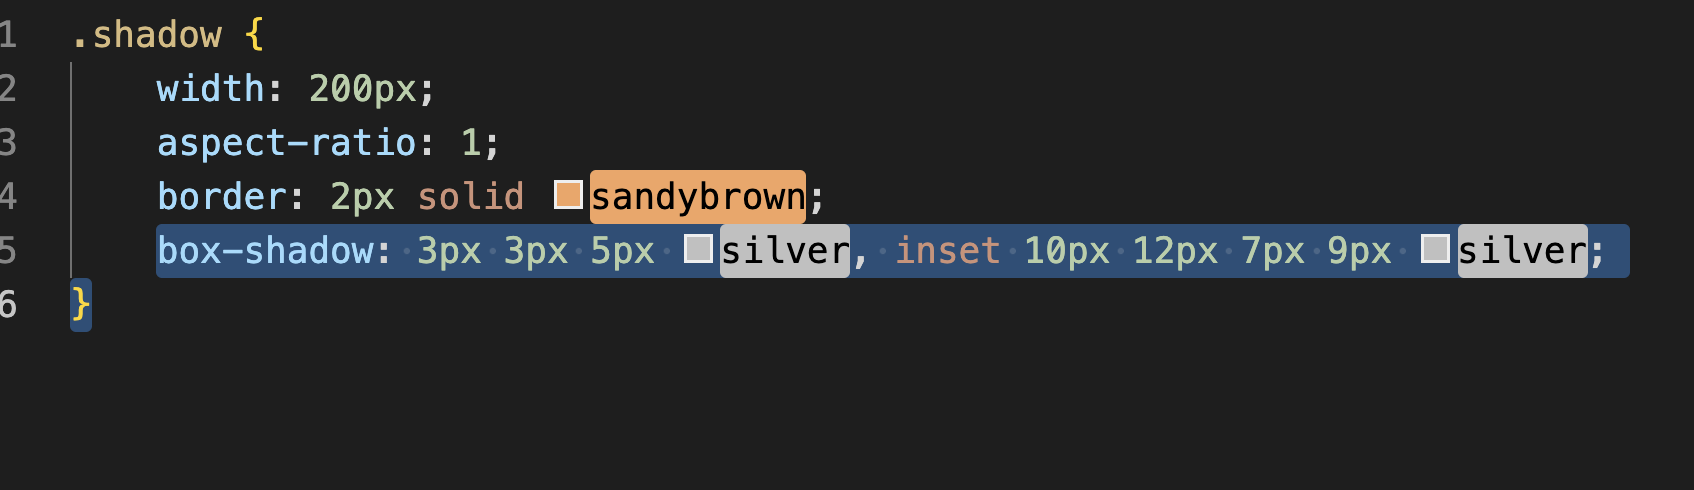 1 .shadow {
2 width: 200px;
3 aspect-ratio: 1;
4 border: 2px solid sandybrown;
5 box-shadow: 3px 3px 5px silver, inset 10px 12px 7px 9px silver;
6 }